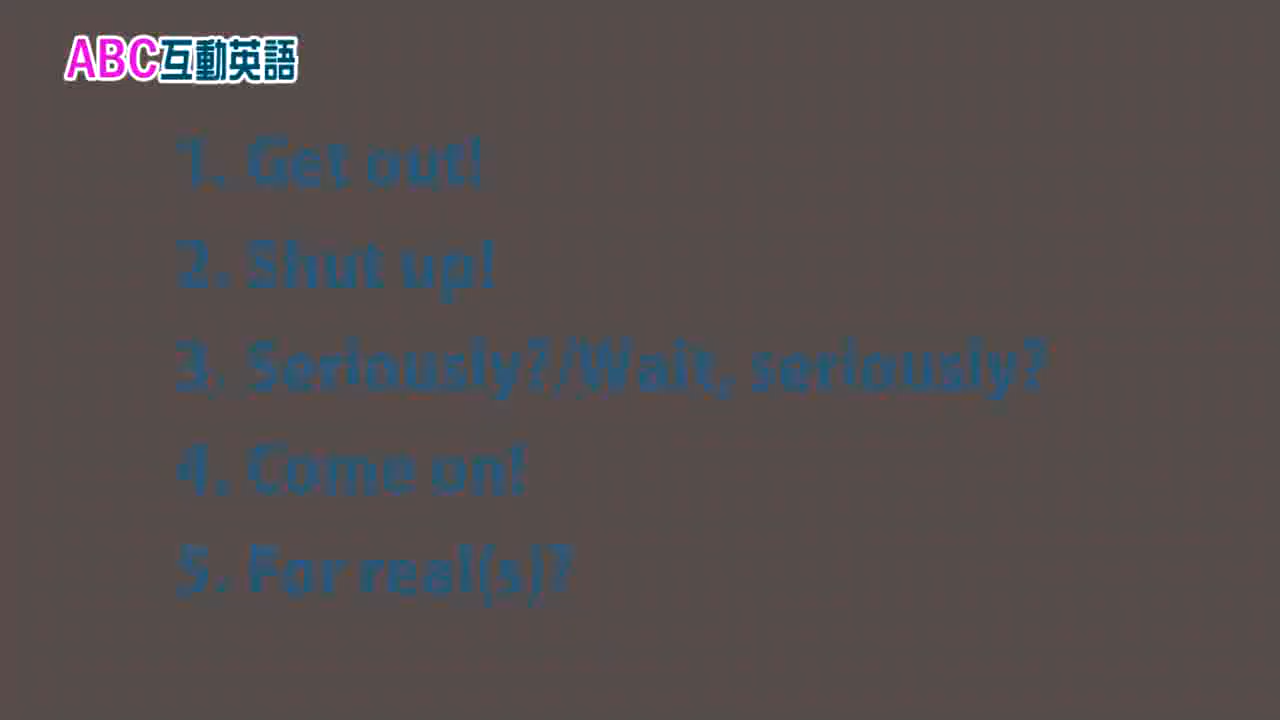 ABC互動英語
1. Get out!
2. Shut up!
3. Seriously?/Wait, seriously?
4. Come on!
5. For real(s)?